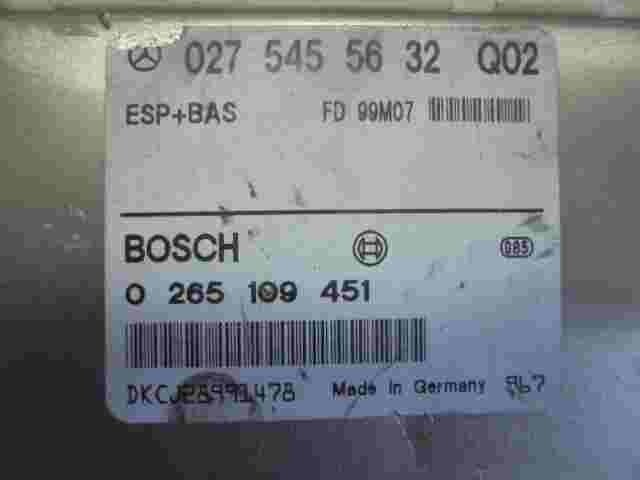 027 545 56 32 Q02
ESP+BAS FD 99M07
BOSCH
0 265 109 451
Made in Germany